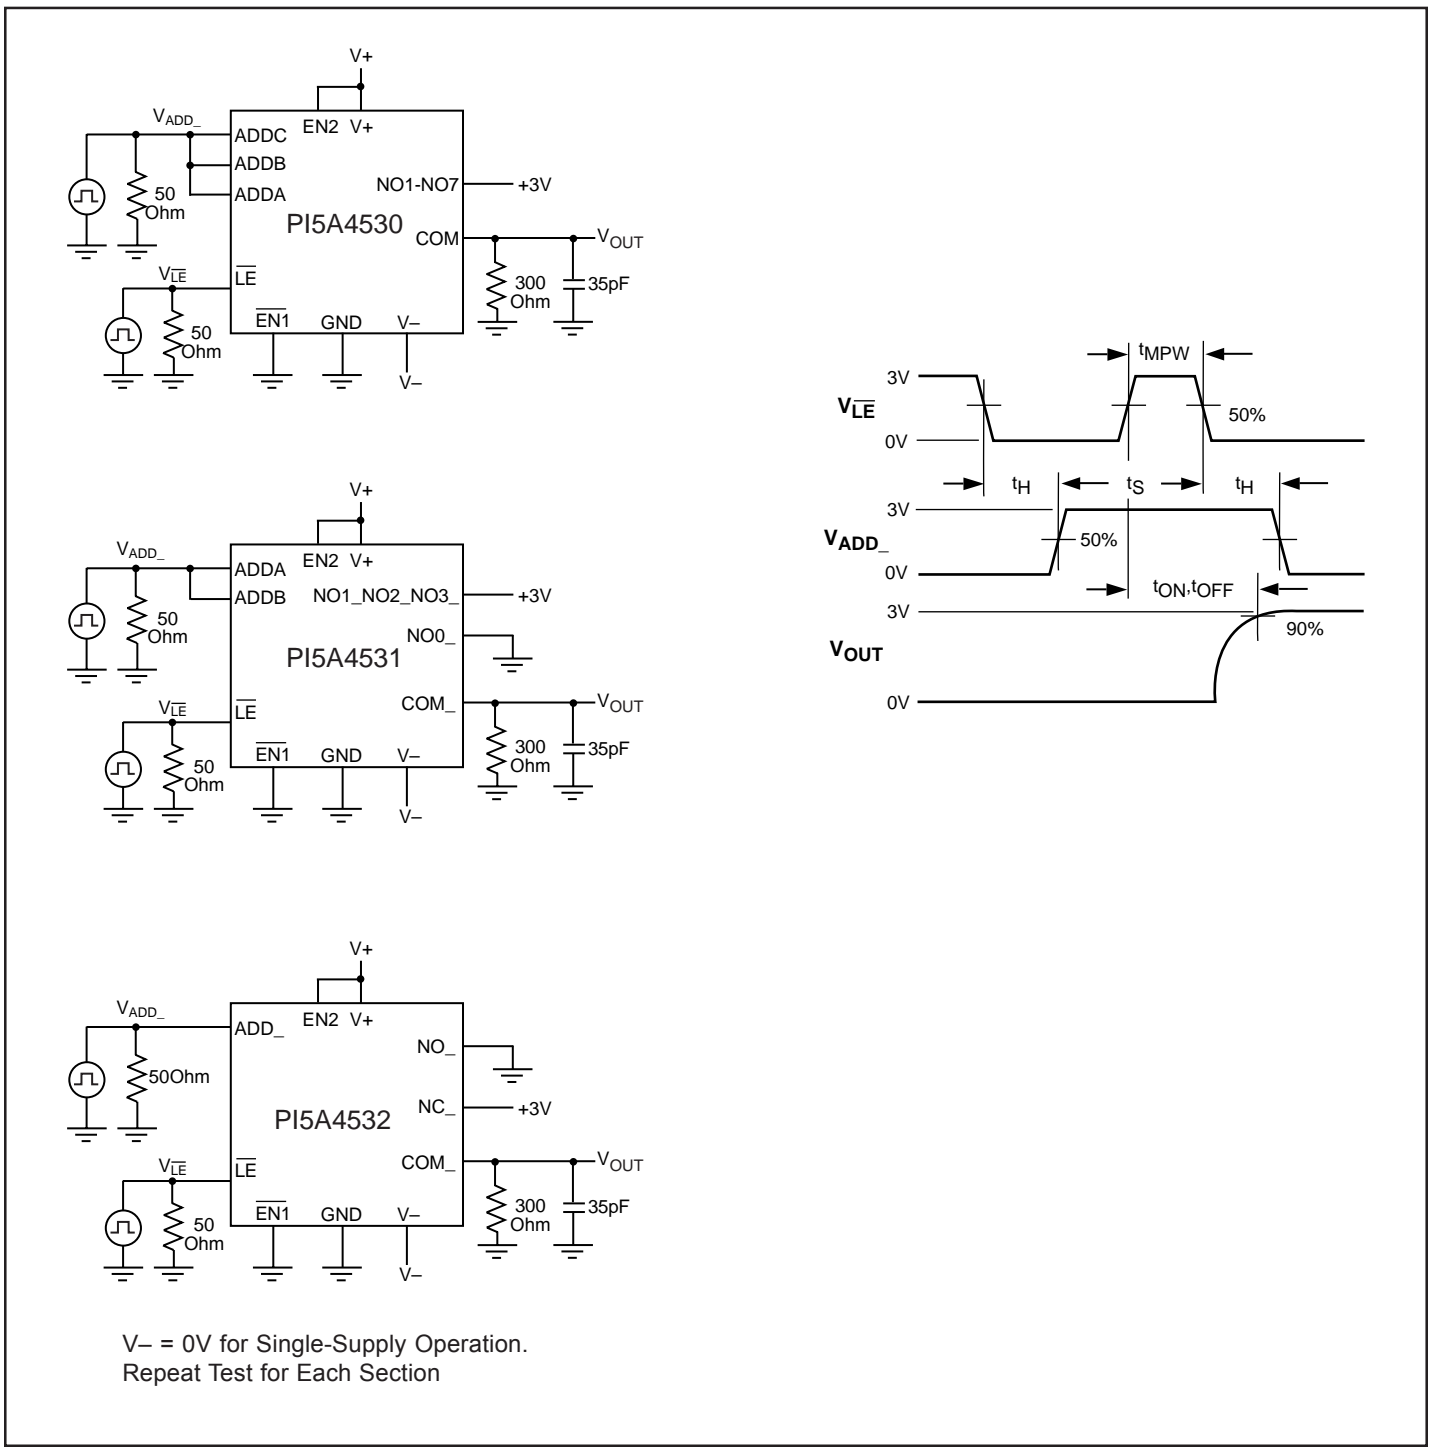 V+
VADD_
ADDC
EN2 V+
ADDB
NO1-NO7
+3V
ADDA
50
Ohm
PI5A4530
COM
VOUT
VLE
LE
300
Ohm
35pF
EN1
GND
V–
50
Ohm
V–
V+
VADD_
ADDA
EN2 V+
ADDB
NO1_NO2_NO3_
+3V
50
Ohm
NO0_
PI5A4531
COM_
VOUT
VLE
LE
300
Ohm
35pF
EN1
GND
V–
50
Ohm
V–
V+
VADD_
ADD_
EN2 V+
NO_
50Ohm
NC_
+3V
PI5A4532
COM_
VOUT
VLE
LE
300
Ohm
35pF
EN1
GND
V–
50
Ohm
V–
V– = 0V for Single-Supply Operation.
Repeat Test for Each Section
tMPW
3V
VLE
50%
0V
tH
tS
tH
3V
VADD_
50%
0V
tON,tOFF
3V
90%
VOUT
0V